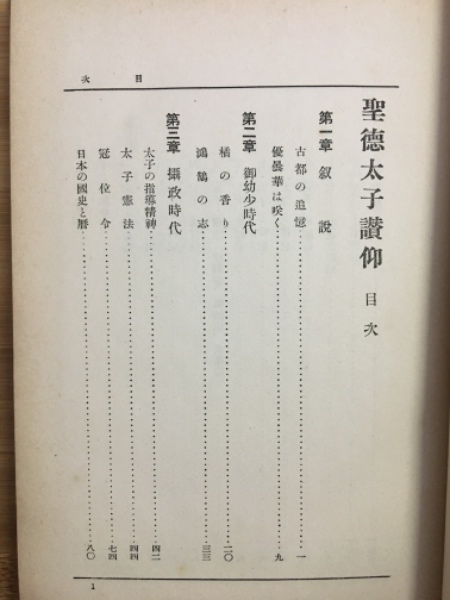 目次
聖德太子讃仰 目次
第一章 叙說
古都の追憶 一
優曇華は咲く 九
第二章 御幼少時代
栴の香り 二〇
鴻鵠の志 三三
第三章 攝政時代
太子の指導精神 四二
太子憲法 四四
冠位令 七四
日本の國史と曆 八〇
1